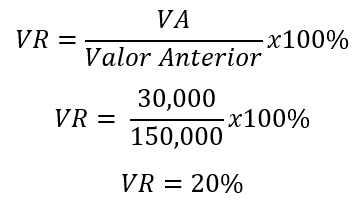 VR = VA / Valor Anterior x100%
VR = 30,000 / 150,000 x100%
VR = 20%